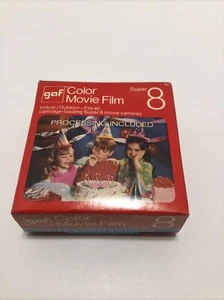 gaf Color Super 8
Movie Film
Indoor/Outdoor-Fits all
cartridge-loading Super 8 movie cameras
PROCESSING INCLUDED
gaf Color 8
Movie Film